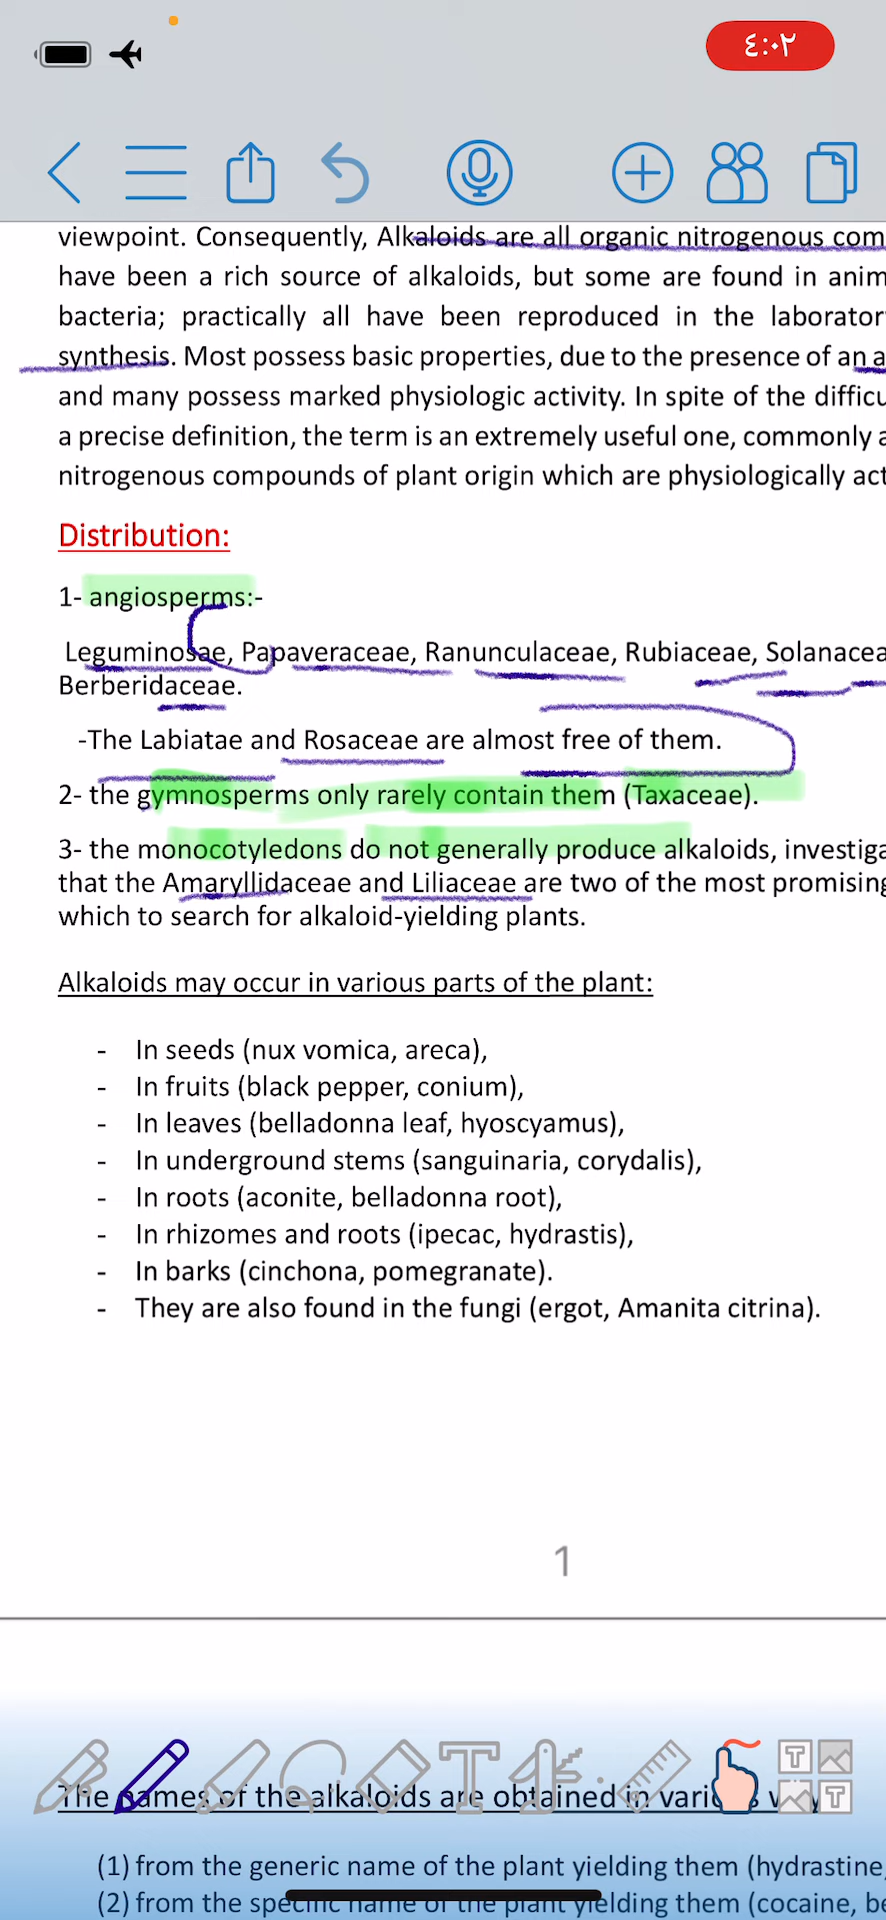 ٤:٠٢
viewpoint. Consequently, Alkaloids are all organic nitrogenous com
have been a rich source of alkaloids, but some are found in anim
bacteria; practically all have been reproduced in the laborator
synthesis. Most possess basic properties, due to the presence of an a
and many possess marked physiologic activity. In spite of the difficu
a precise definition, the term is an extremely useful one, commonly a
nitrogenous compounds of plant origin which are physiologically act
Distribution:
1- angiosperms:-
Leguminosae, Papaveraceae, Ranunculaceae, Rubiaceae, Solanacea
Berberidaceae.
-The Labiatae and Rosaceae are almost free of them.
2- the gymnosperms only rarely contain them (Taxaceae).
3- the monocotyledons do not generally produce alkaloids, investiga
that the Amaryllidaceae and Liliaceae are two of the most promising
which to search for alkaloid-yielding plants.
Alkaloids may occur in various parts of the plant:
- In seeds (nux vomica, areca),
- In fruits (black pepper, conium),
- In leaves (belladonna leaf, hyoscyamus),
- In underground stems (sanguinaria, corydalis),
- In roots (aconite, belladonna root),
- In rhizomes and roots (ipecac, hydrastis),
- In barks (cinchona, pomegranate).
- They are also found in the fungi (ergot, Amanita citrina).
1
The names of the alkaloids are obtained in various way
(1) from the generic name of the plant yielding them (hydrastine,
(2) from the specific name of the plant yielding them (cocaine, be